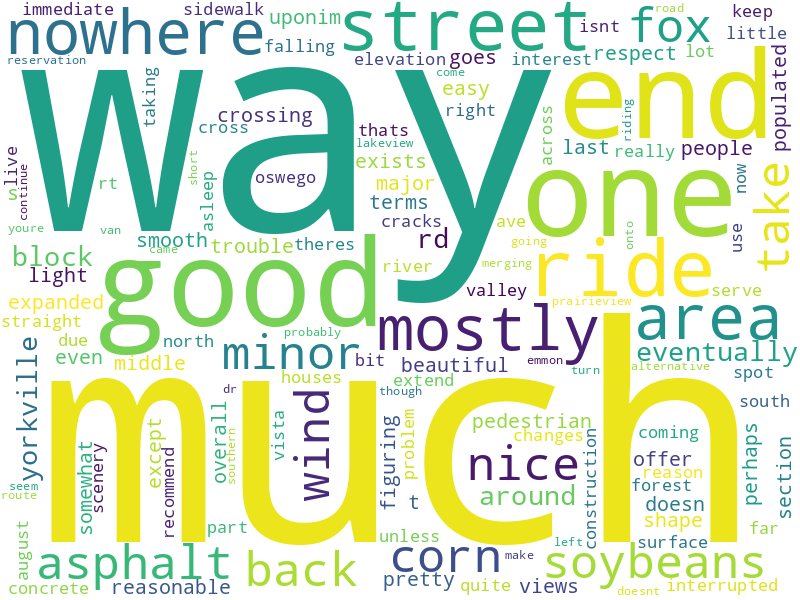 immediate sidewalk uponim street fox road keep
nowhere falling elevation goes interest isnt respect lot little
reservation way taking crossing cross thats come easy right end populated
live continue s rt asleep oswego lakeview exists major terms across last really people now
youre short van smooth trouble theres cracks rd ave one riding use take
block came good river valley going onto ride serve
light expanded straight north probably mostly merging prairieview area
due even middle minor bit beautiful emmon turn alternative eventually
yorkville dr houses though extend spot south
much wind vista figuring problem pedestrian changes construction coming
somewhat scenery except recommend overall southern nice offer reason forest doesn perhaps section
seem route part t around unless shape surface far
august asphalt back corn left make soybeans
concrete reasonable pretty quite views doesnt interrupted